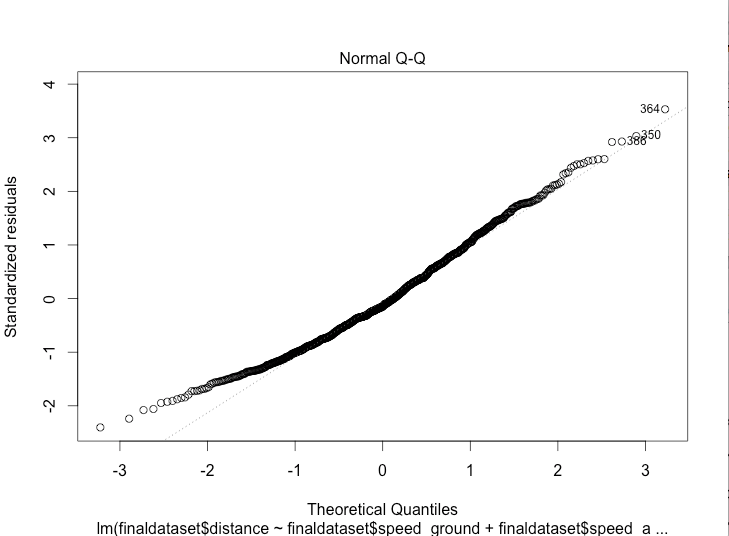 Normal Q-Q
4
3
2
1
0
-1
-2
Standardized residuals
364
350
386
-3 -2 -1 0 1 2 3
Theoretical Quantiles
lm(finaldataset$distance ~ finaldataset$speed_ground + finaldataset$speed_a ...